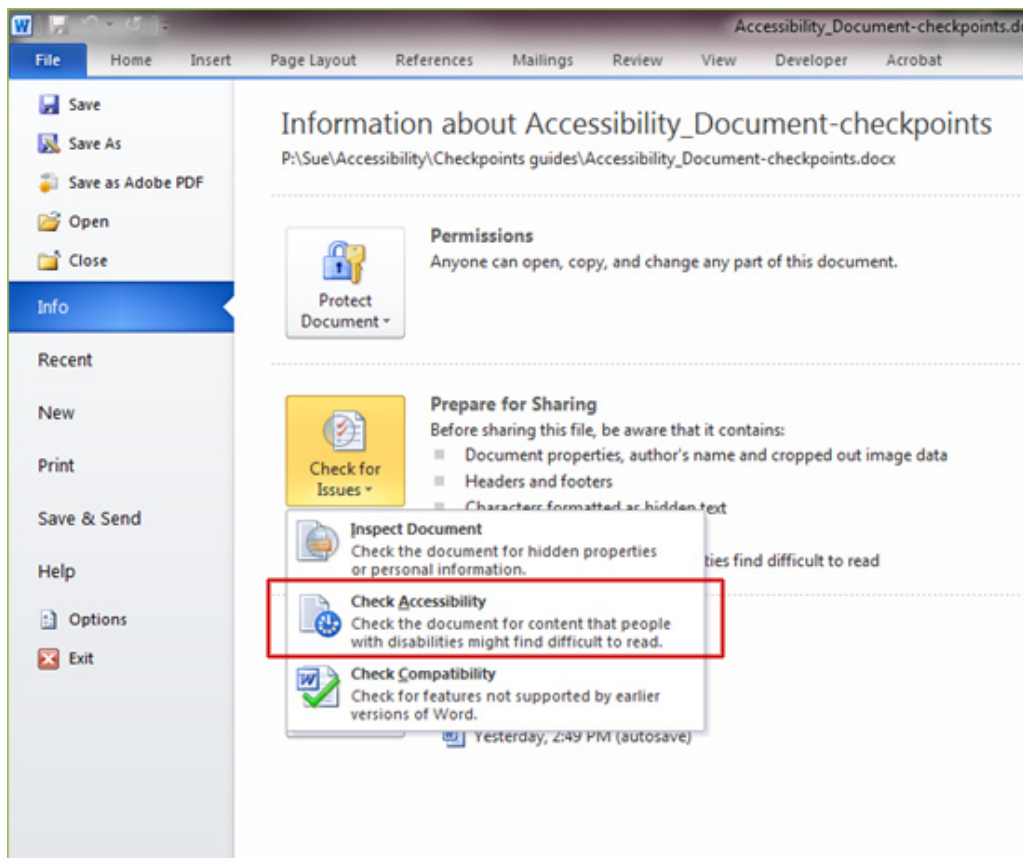 W
Accessibility_Document-checkpoints.do
File Home Insert Page Layout References Mailings Review View Developer Acrobat
Save
Save As
Save as Adobe PDF
Open
Close
Info
Recent
New
Print
Save & Send
Help
Options
Exit
Information about Accessibility_Document-checkpoints
P:\Sue\Accessibility\Checkpoints guides\Accessibility_Document-checkpoints.docx
Protect
Document
Permissions
Anyone can open, copy, and change any part of this document.
Check for
Issues
Prepare for Sharing
Before sharing this file, be aware that it contains:
Document properties, author's name and cropped out image data
Headers and footers
Characters formatted as hidden text
ties find difficult to read
Inspect Document
Check the document for hidden properties
or personal information.
Check Accessibility
Check the document for content that people
with disabilities might find difficult to read.
Check Compatibility
Check for features not supported by earlier
versions of Word.
Yesterday, 2:49 PM (autosave)